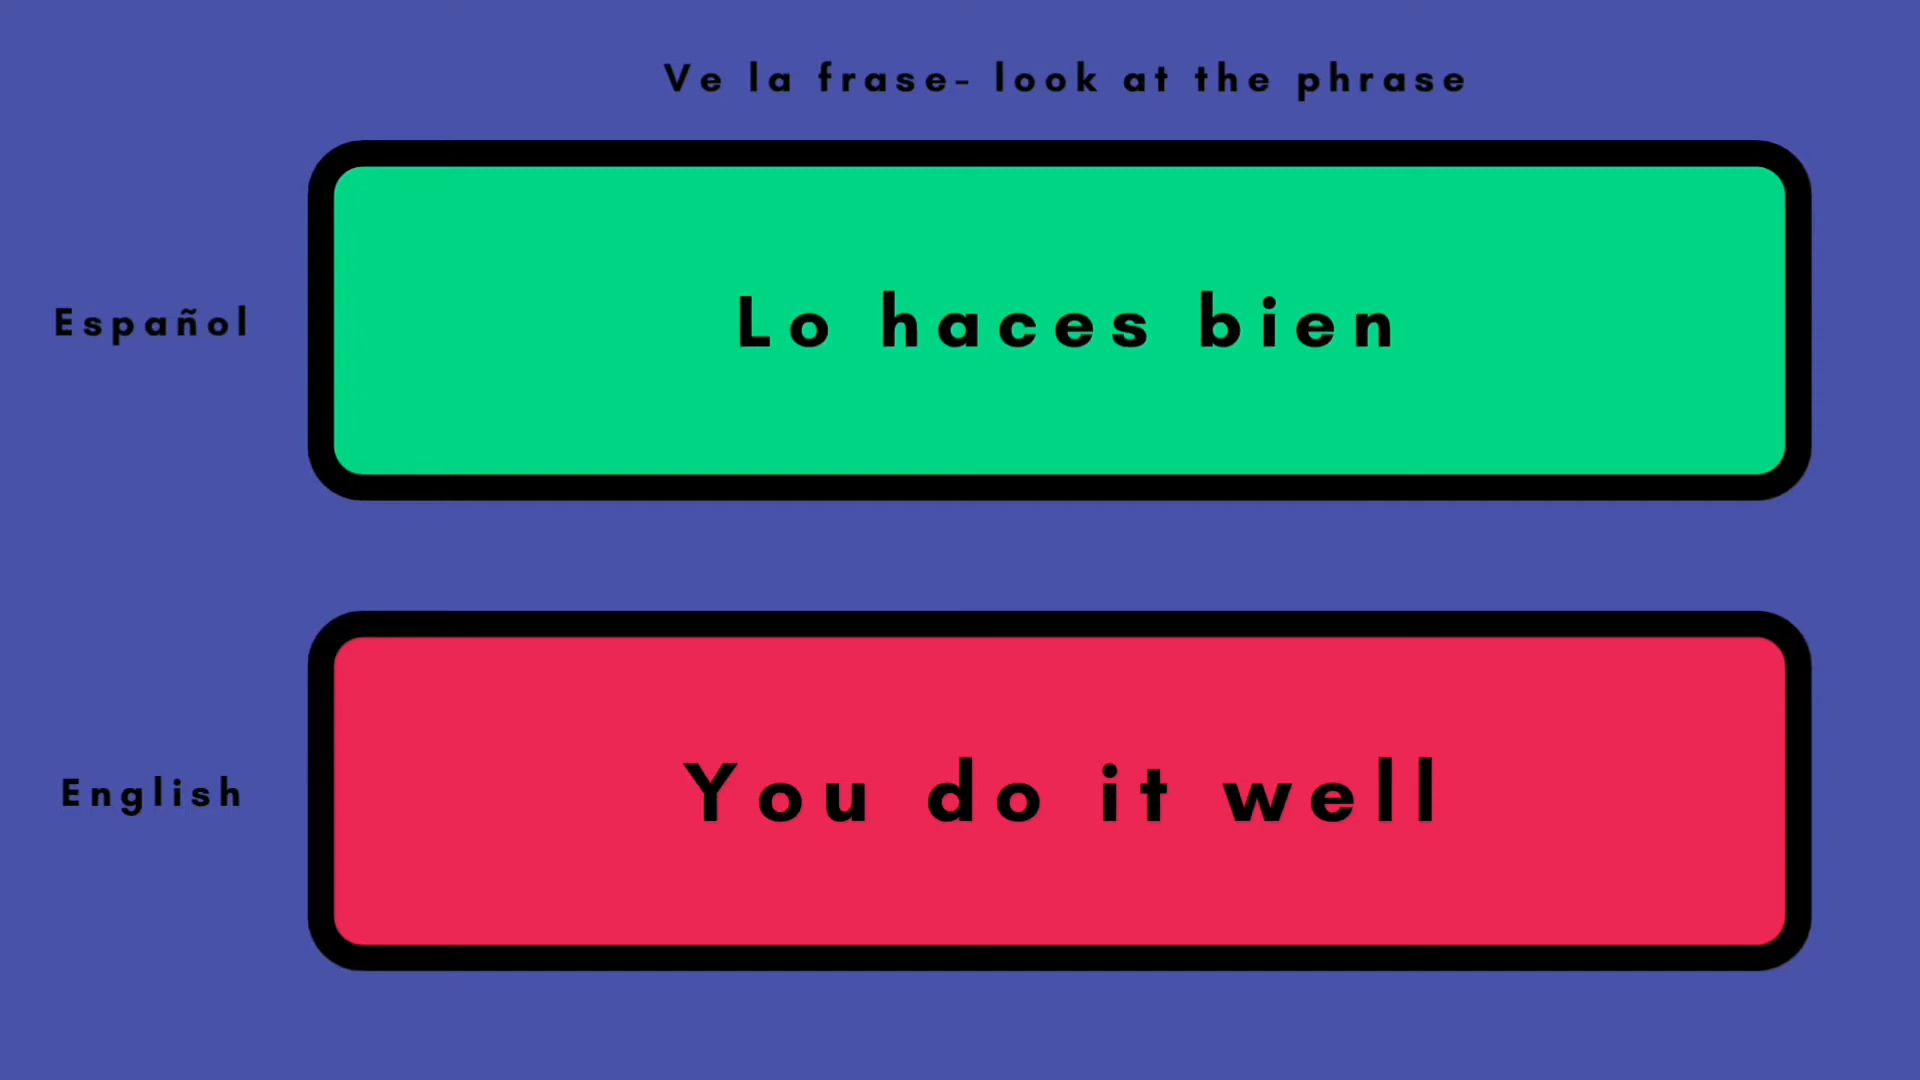 Ve la frase- look at the phrase
Español
Lo haces bien
English
You do it well